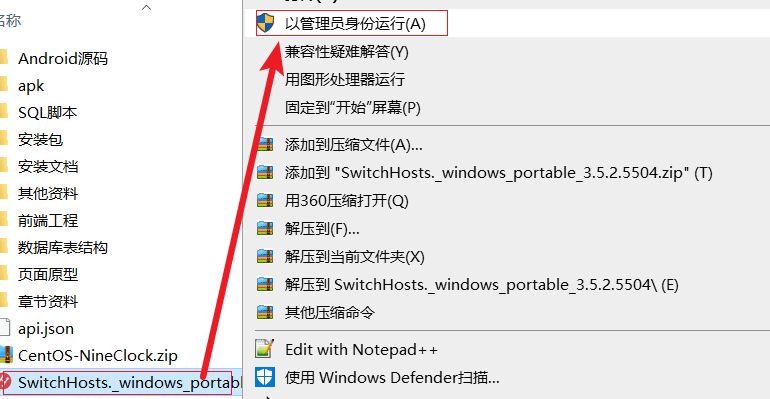 名称
Android源码
apk
SQL脚本
安装包
安装文档
其他资料
前端工程
数据库表结构
页面原型
章节资料
api.json
CentOS-NineClock.zip
SwitchHosts._windows_portabl
以管理员身份运行(A)
兼容性疑难解答(Y)
用图形处理器运行
固定到"开始"屏幕(P)
添加到压缩文件(A)...
添加到 "SwitchHosts._windows_portable_3.5.2.5504.zip" (T)
用360压缩打开(Q)
解压到(F)...
解压到当前文件夹(X)
解压到 SwitchHosts._windows_portable_3.5.2.5504\ (E)
其他压缩命令
Edit with Notepad++
使用 Windows Defender扫描...